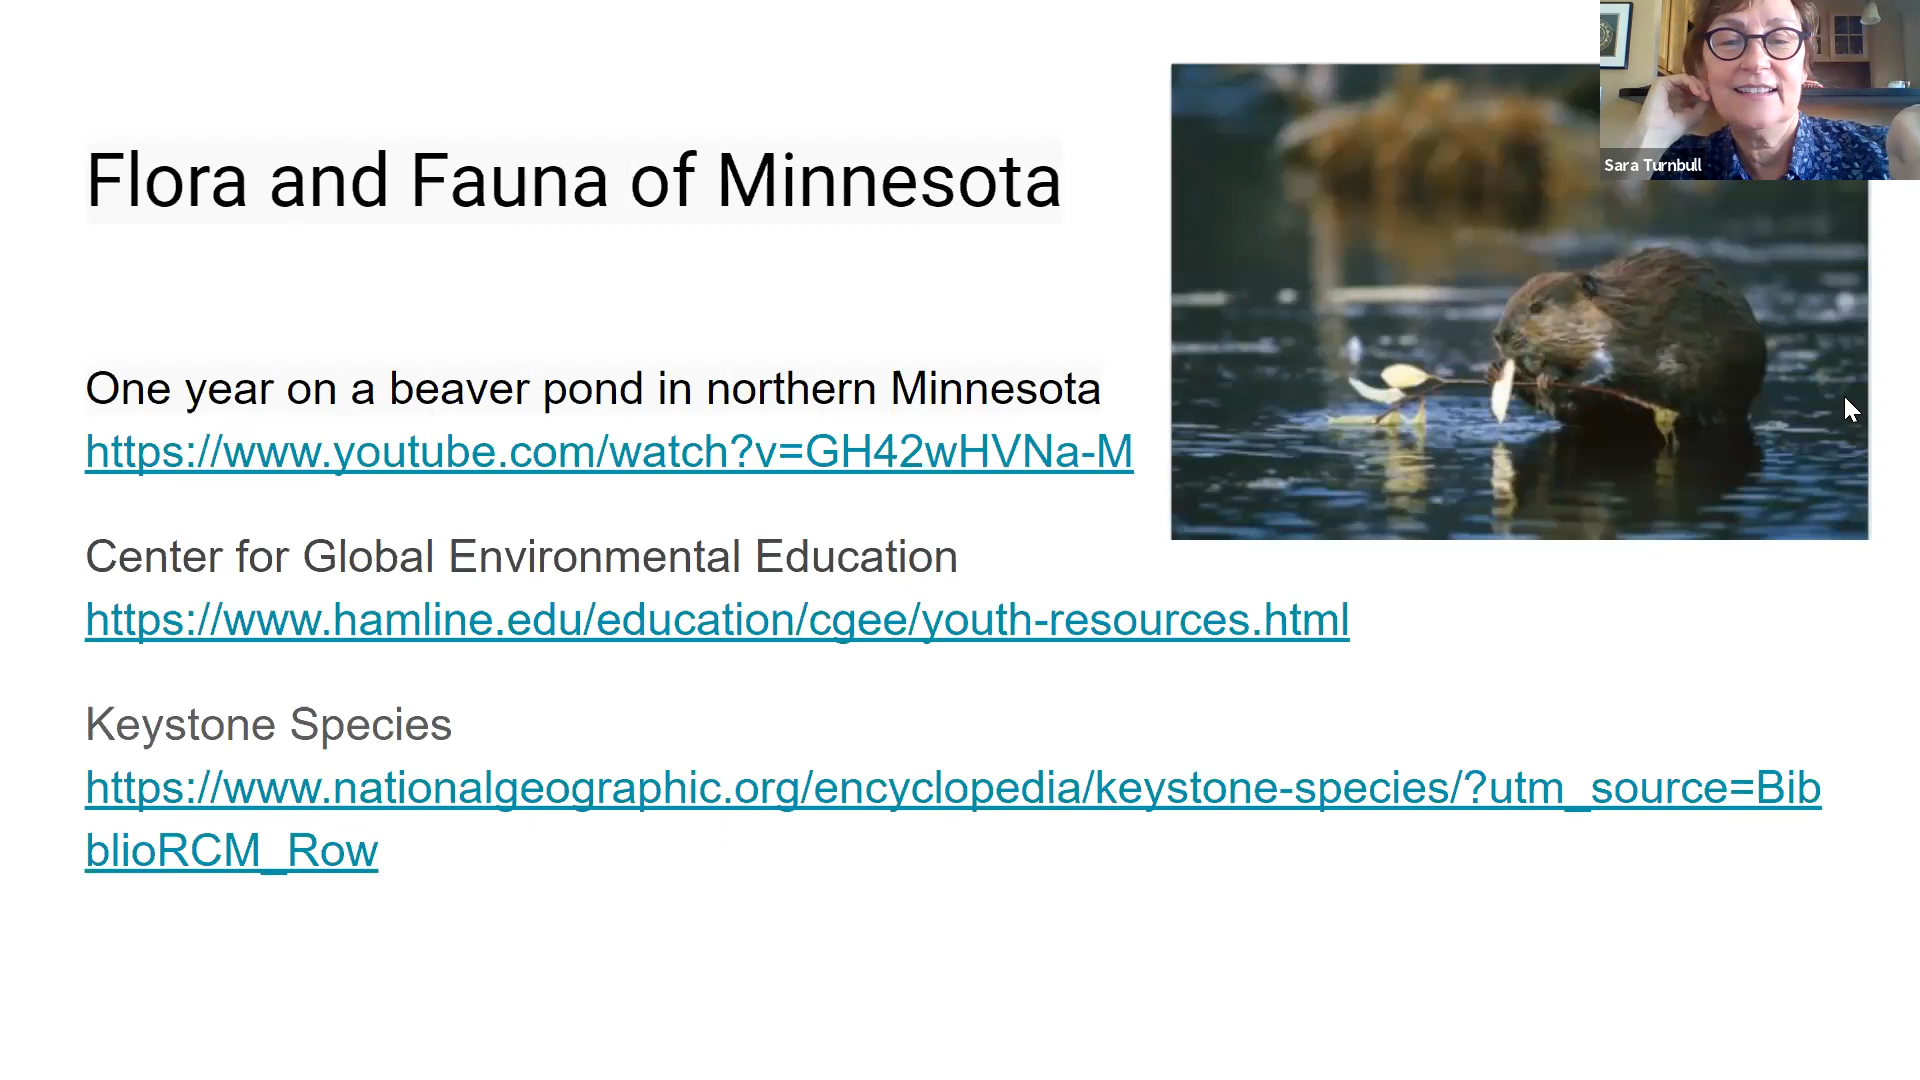 Flora and Fauna of Minnesota
Sara Turnbull
One year on a beaver pond in northern Minnesota
https://www.youtube.com/watch?v=GH42wHVNa-M
Center for Global Environmental Education
https://www.hamline.edu/education/cgee/youth-resources.html
Keystone Species
https://www.nationalgeographic.org/encyclopedia/keystone-species/?utm_source=Bib
blioRCM_Row